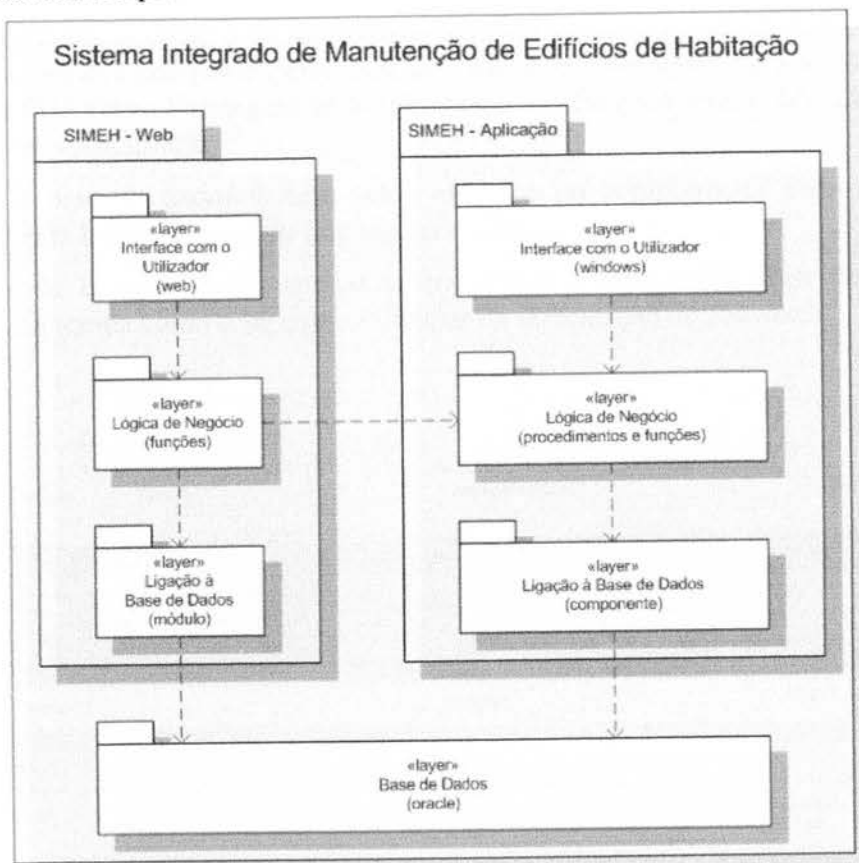 Sistema Integrado de Manutenção de Edifícios de Habitação
SIMEH - Web
«layer»
Interface com o
Utilizador
(web)
«layer»
Lógica de Negócio
(funções)
«layer»
Ligação à
Base de Dados
(módulo)
SIMEH - Aplicação
«layer»
Interface com o Utilizador
(windows)
«layer»
Lógica de Negócio
(procedimentos e funções)
«layer»
Ligação à Base de Dados
(componente)
«layer»
Base de Dados
(oracle)